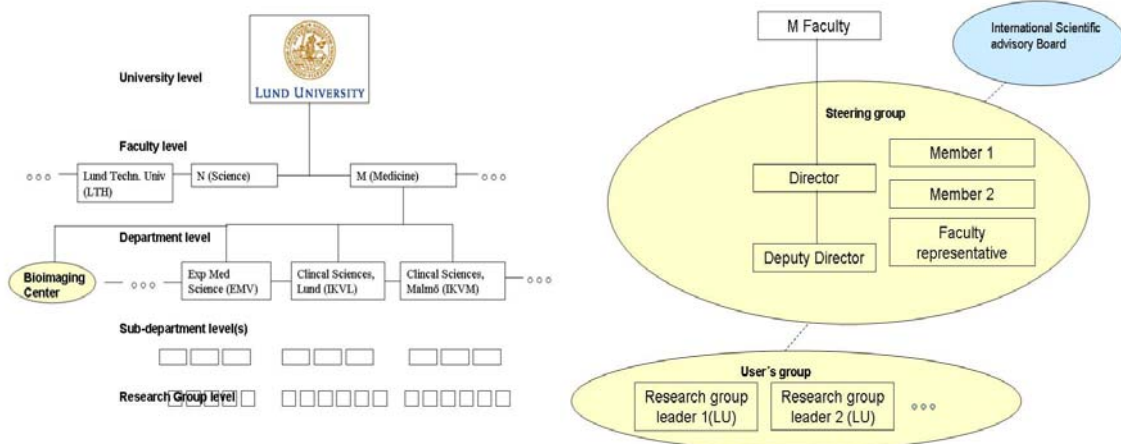 University level
LUND UNIVERSITY
Faculty level
Lund Techn. Univ
(LTH)
N (Science)
M (Medicine)
Department level
Bioimaging
Center
Exp Med
Science (EMV)
Clincal Sciences,
Lund (IKVL)
Clincal Sciences,
Malmö (IKVM)
Sub-department level(s)
Research Group level
M Faculty
International Scientific
advisory Board
Steering group
Member 1
Director
Member 2
Faculty
representative
Deputy Director
User´s group
Research group
leader 1(LU)
Research group
leader 2 (LU)